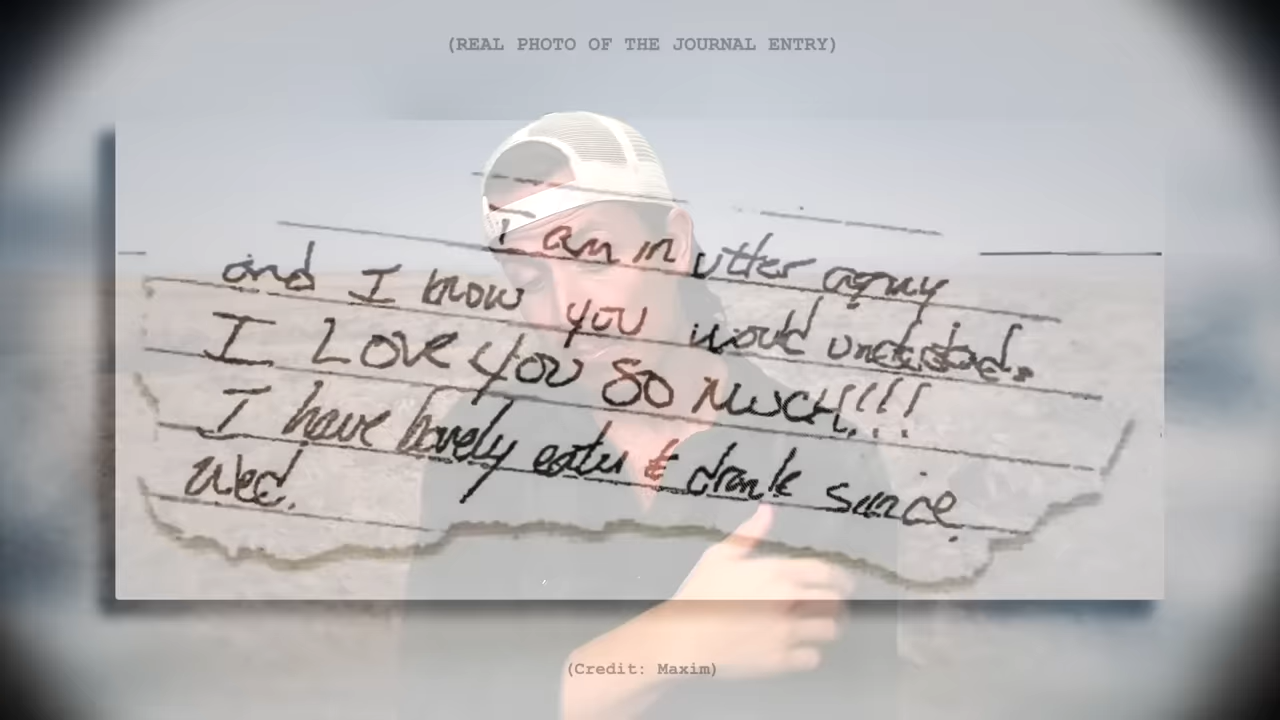 (REAL PHOTO OF THE JOURNAL ENTRY)
I am in utter agony
and I know you would understand.
I LOVE YOU SO MUCH!!!!
I have barely eaten & drank since
Wed.
(Credit: Maxim)